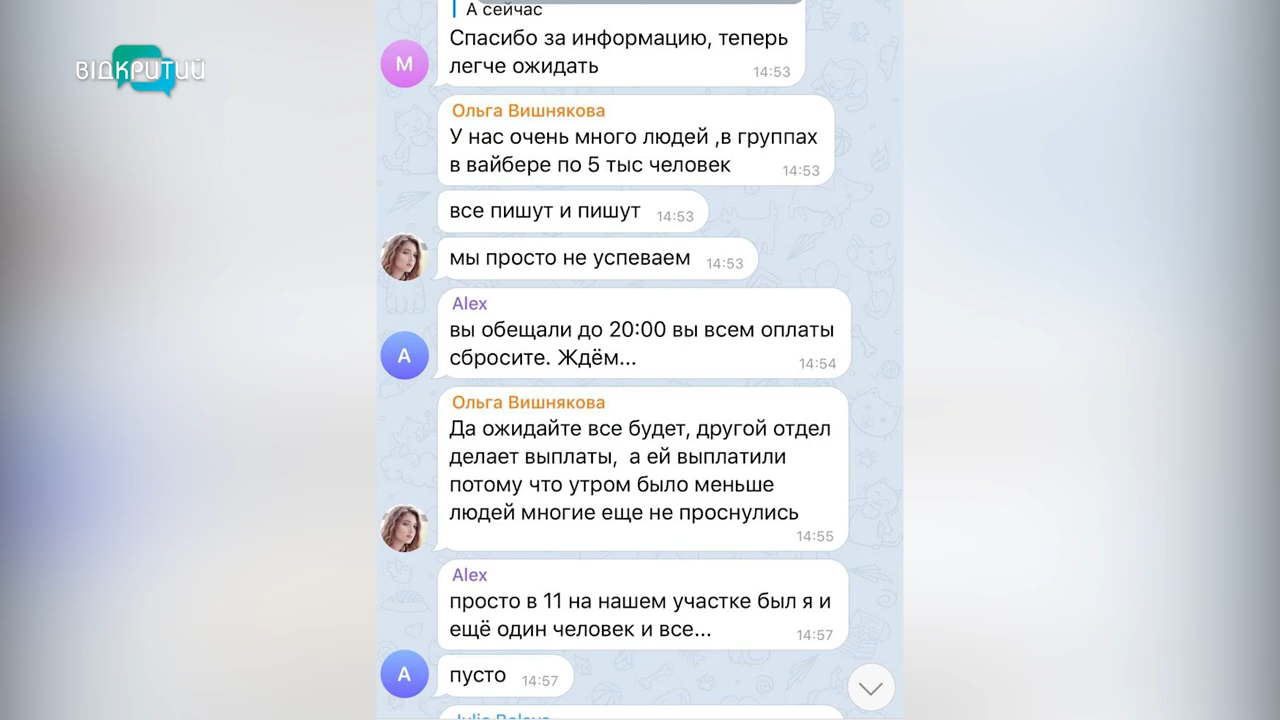 ВІДКРИТИЙ
А сейчас
Спасибо за информацию, теперь
легче ожидать
14:53
М
Ольга Вишнякова
У нас очень много людей ,в группах
в вайбере по 5 тыс человек
14:53
все пишут и пишут 14:53
мы просто не успеваем 14:53
Alex
вы обещали до 20:00 вы всем оплаты
сбросите. Ждём...
14:54
А
Ольга Вишнякова
Да ожидайте все будет, другой отдел
делает выплаты,  а ей выплатили
потому что утром было меньше
людей многие еще не проснулись
14:55
Alex
просто в 11 на нашем участке был я и
ещё один человек и все...
14:57
А
пусто 14:57